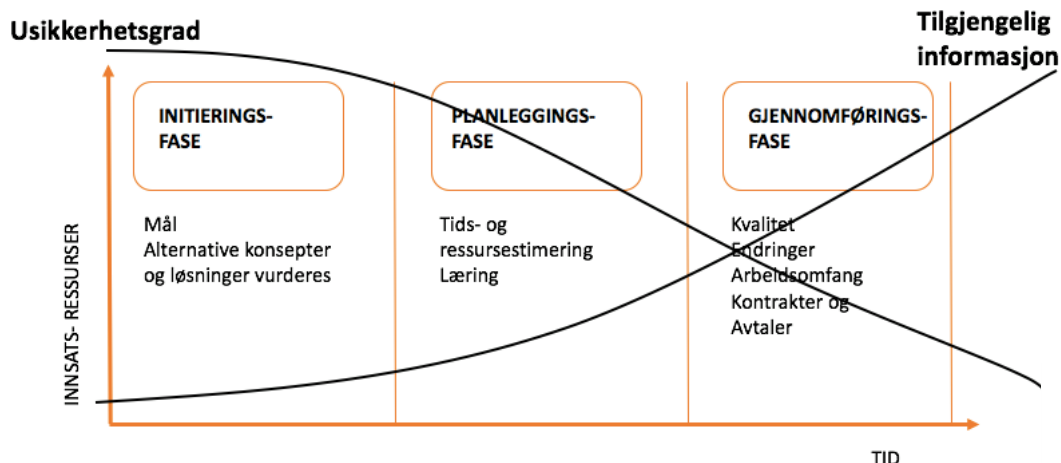 Usikkerhetsgrad
Tilgjengelig
informasjon
INITIERINGS-
FASE
PLANLEGGINGS-
FASE
GJENNOMFØRINGS-
FASE
Mål
Alternative konsepter
og løsninger vurderes
Tids- og
ressursestimering
Læring
Kvalitet
Endringer
Arbeidsomfang
Kontrakter og
Avtaler
INNSATS- RESSURSER
TID